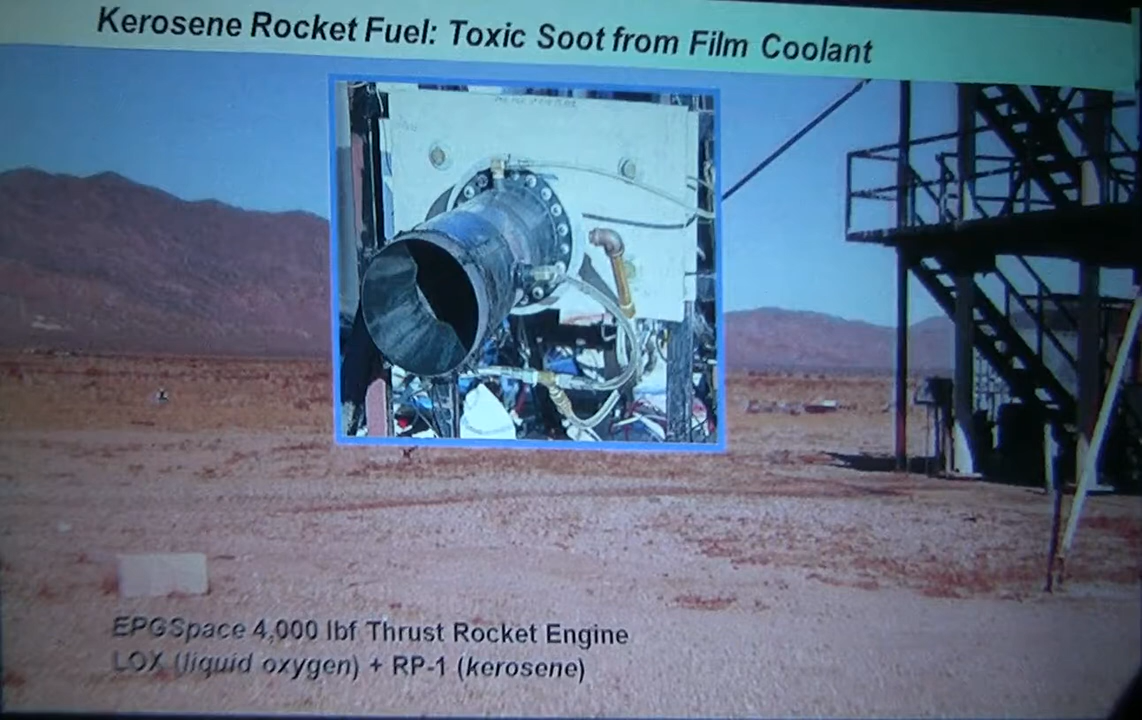 Kerosene Rocket Fuel: Toxic Soot from Film Coolant
EPGSpace 4,000 lbf Thrust Rocket Engine
LOX (liquid oxygen) + RP-1 (kerosene)